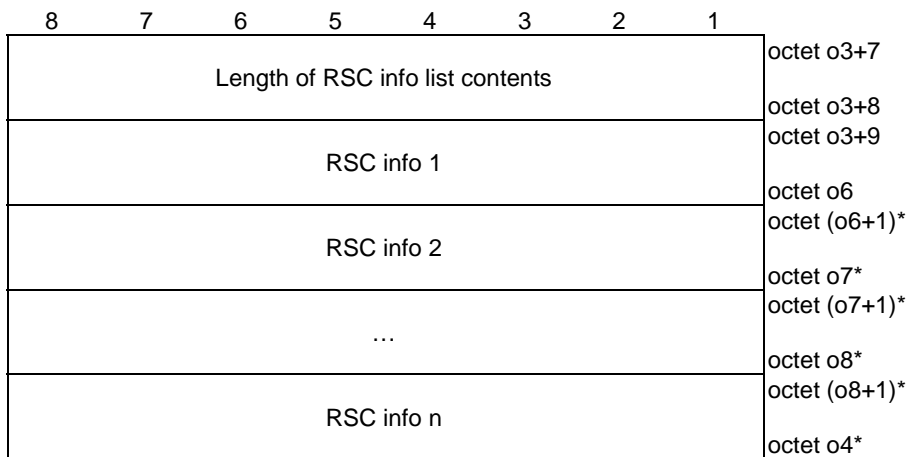 8 7 6 5 4 3 2 1
octet o3+7
Length of RSC info list contents
octet o3+8
octet o3+9
RSC info 1
octet o6
octet (o6+1)*
RSC info 2
octet o7*
octet (o7+1)*
…
octet o8*
octet (o8+1)*
RSC info n
octet o4*